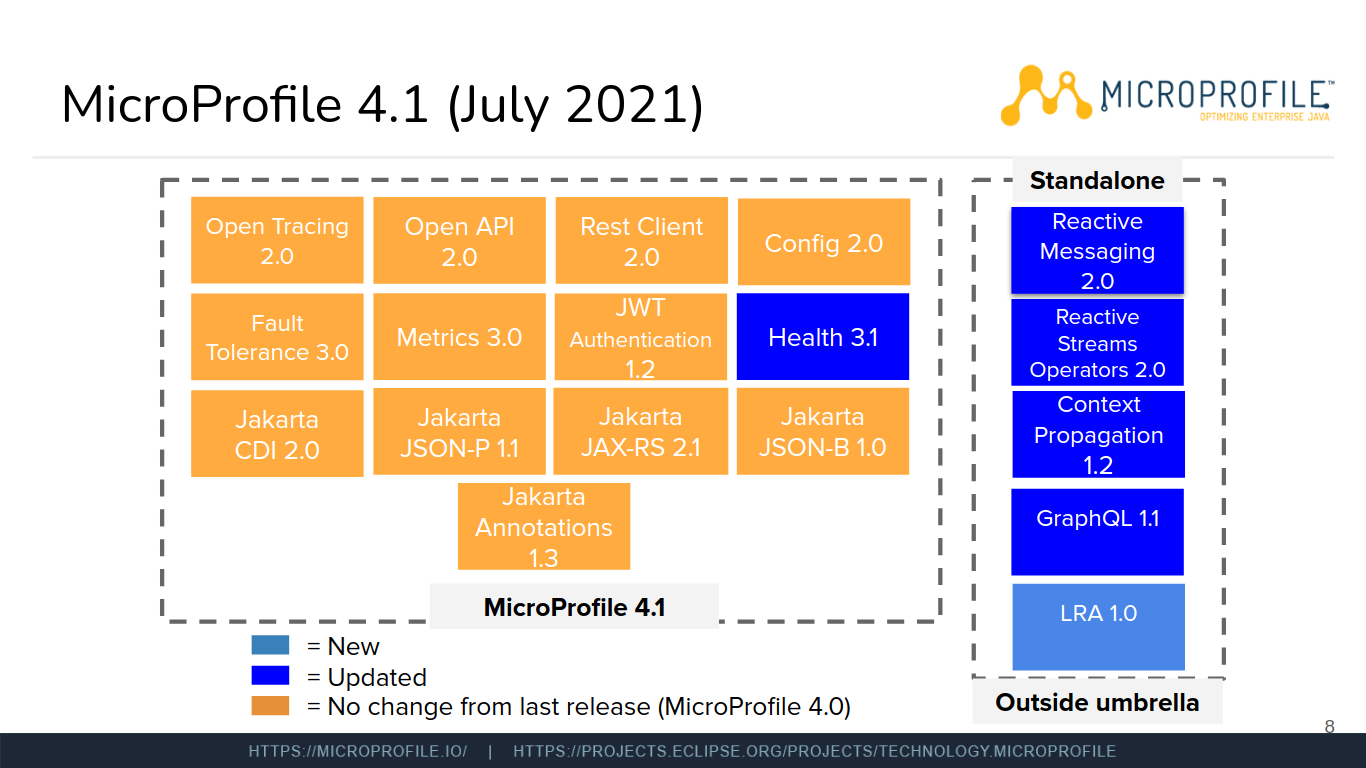 MicroProfile 4.1 (July 2021)
MICROPROFILE™
OPTIMIZING ENTERPRISE JAVA
Open Tracing
2.0
Open API
2.0
Rest Client
2.0
Config 2.0
Fault
Tolerance 3.0
Metrics 3.0
JWT
Authentication
1.2
Health 3.1
Jakarta
CDI 2.0
Jakarta
JSON-P 1.1
Jakarta
JAX-RS 2.1
Jakarta
JSON-B 1.0
Jakarta
Annotations
1.3
MicroProfile 4.1
Standalone
Reactive
Messaging
2.0
Reactive
Streams
Operators 2.0
Context
Propagation
1.2
GraphQL 1.1
LRA 1.0
Outside umbrella
= New
= Updated
= No change from last release (MicroProfile 4.0)
8
HTTPS://MICROPROFILE.IO/ | HTTPS://PROJECTS.ECLIPSE.ORG/PROJECTS/TECHNOLOGY.MICROPROFILE